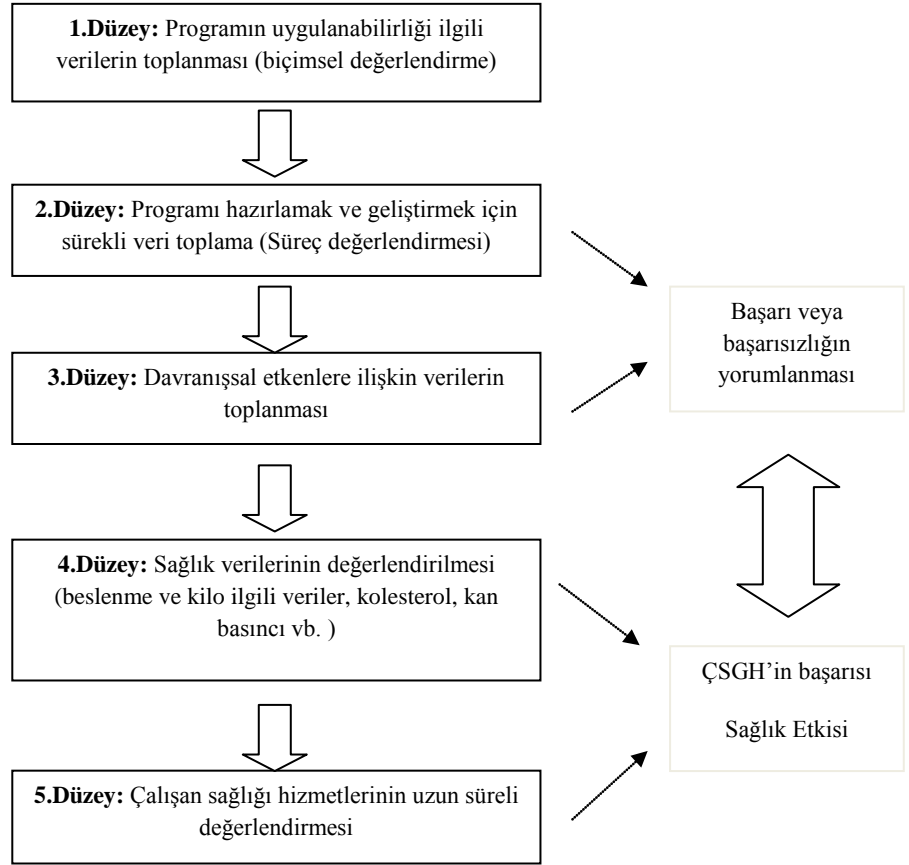 1.Düzey: Programın uygulanabilirliği ilgili
verilerin toplanması (biçimsel değerlendirme)
2.Düzey: Programı hazırlamak ve geliştirmek için
sürekli veri toplama (Süreç değerlendirmesi)
Başarı veya
başarısızlığın
yorumlanması
3.Düzey: Davranışsal etkenlere ilişkin verilerin
toplanması
4.Düzey: Sağlık verilerinin değerlendirilmesi
(beslenme ve kilo ilgili veriler, kolesterol, kan
basıncı vb. )
ÇSGH’in başarısı
Sağlık Etkisi
5.Düzey: Çalışan sağlığı hizmetlerinin uzun süreli
değerlendirmesi